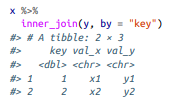 x %>%
inner_join(y, by = "key")
#> # A tibble: 2 × 3
#> key val_x val_y
#> <dbl> <chr> <chr>
#> 1 1 x1 y1
#> 2 2 x2 y2